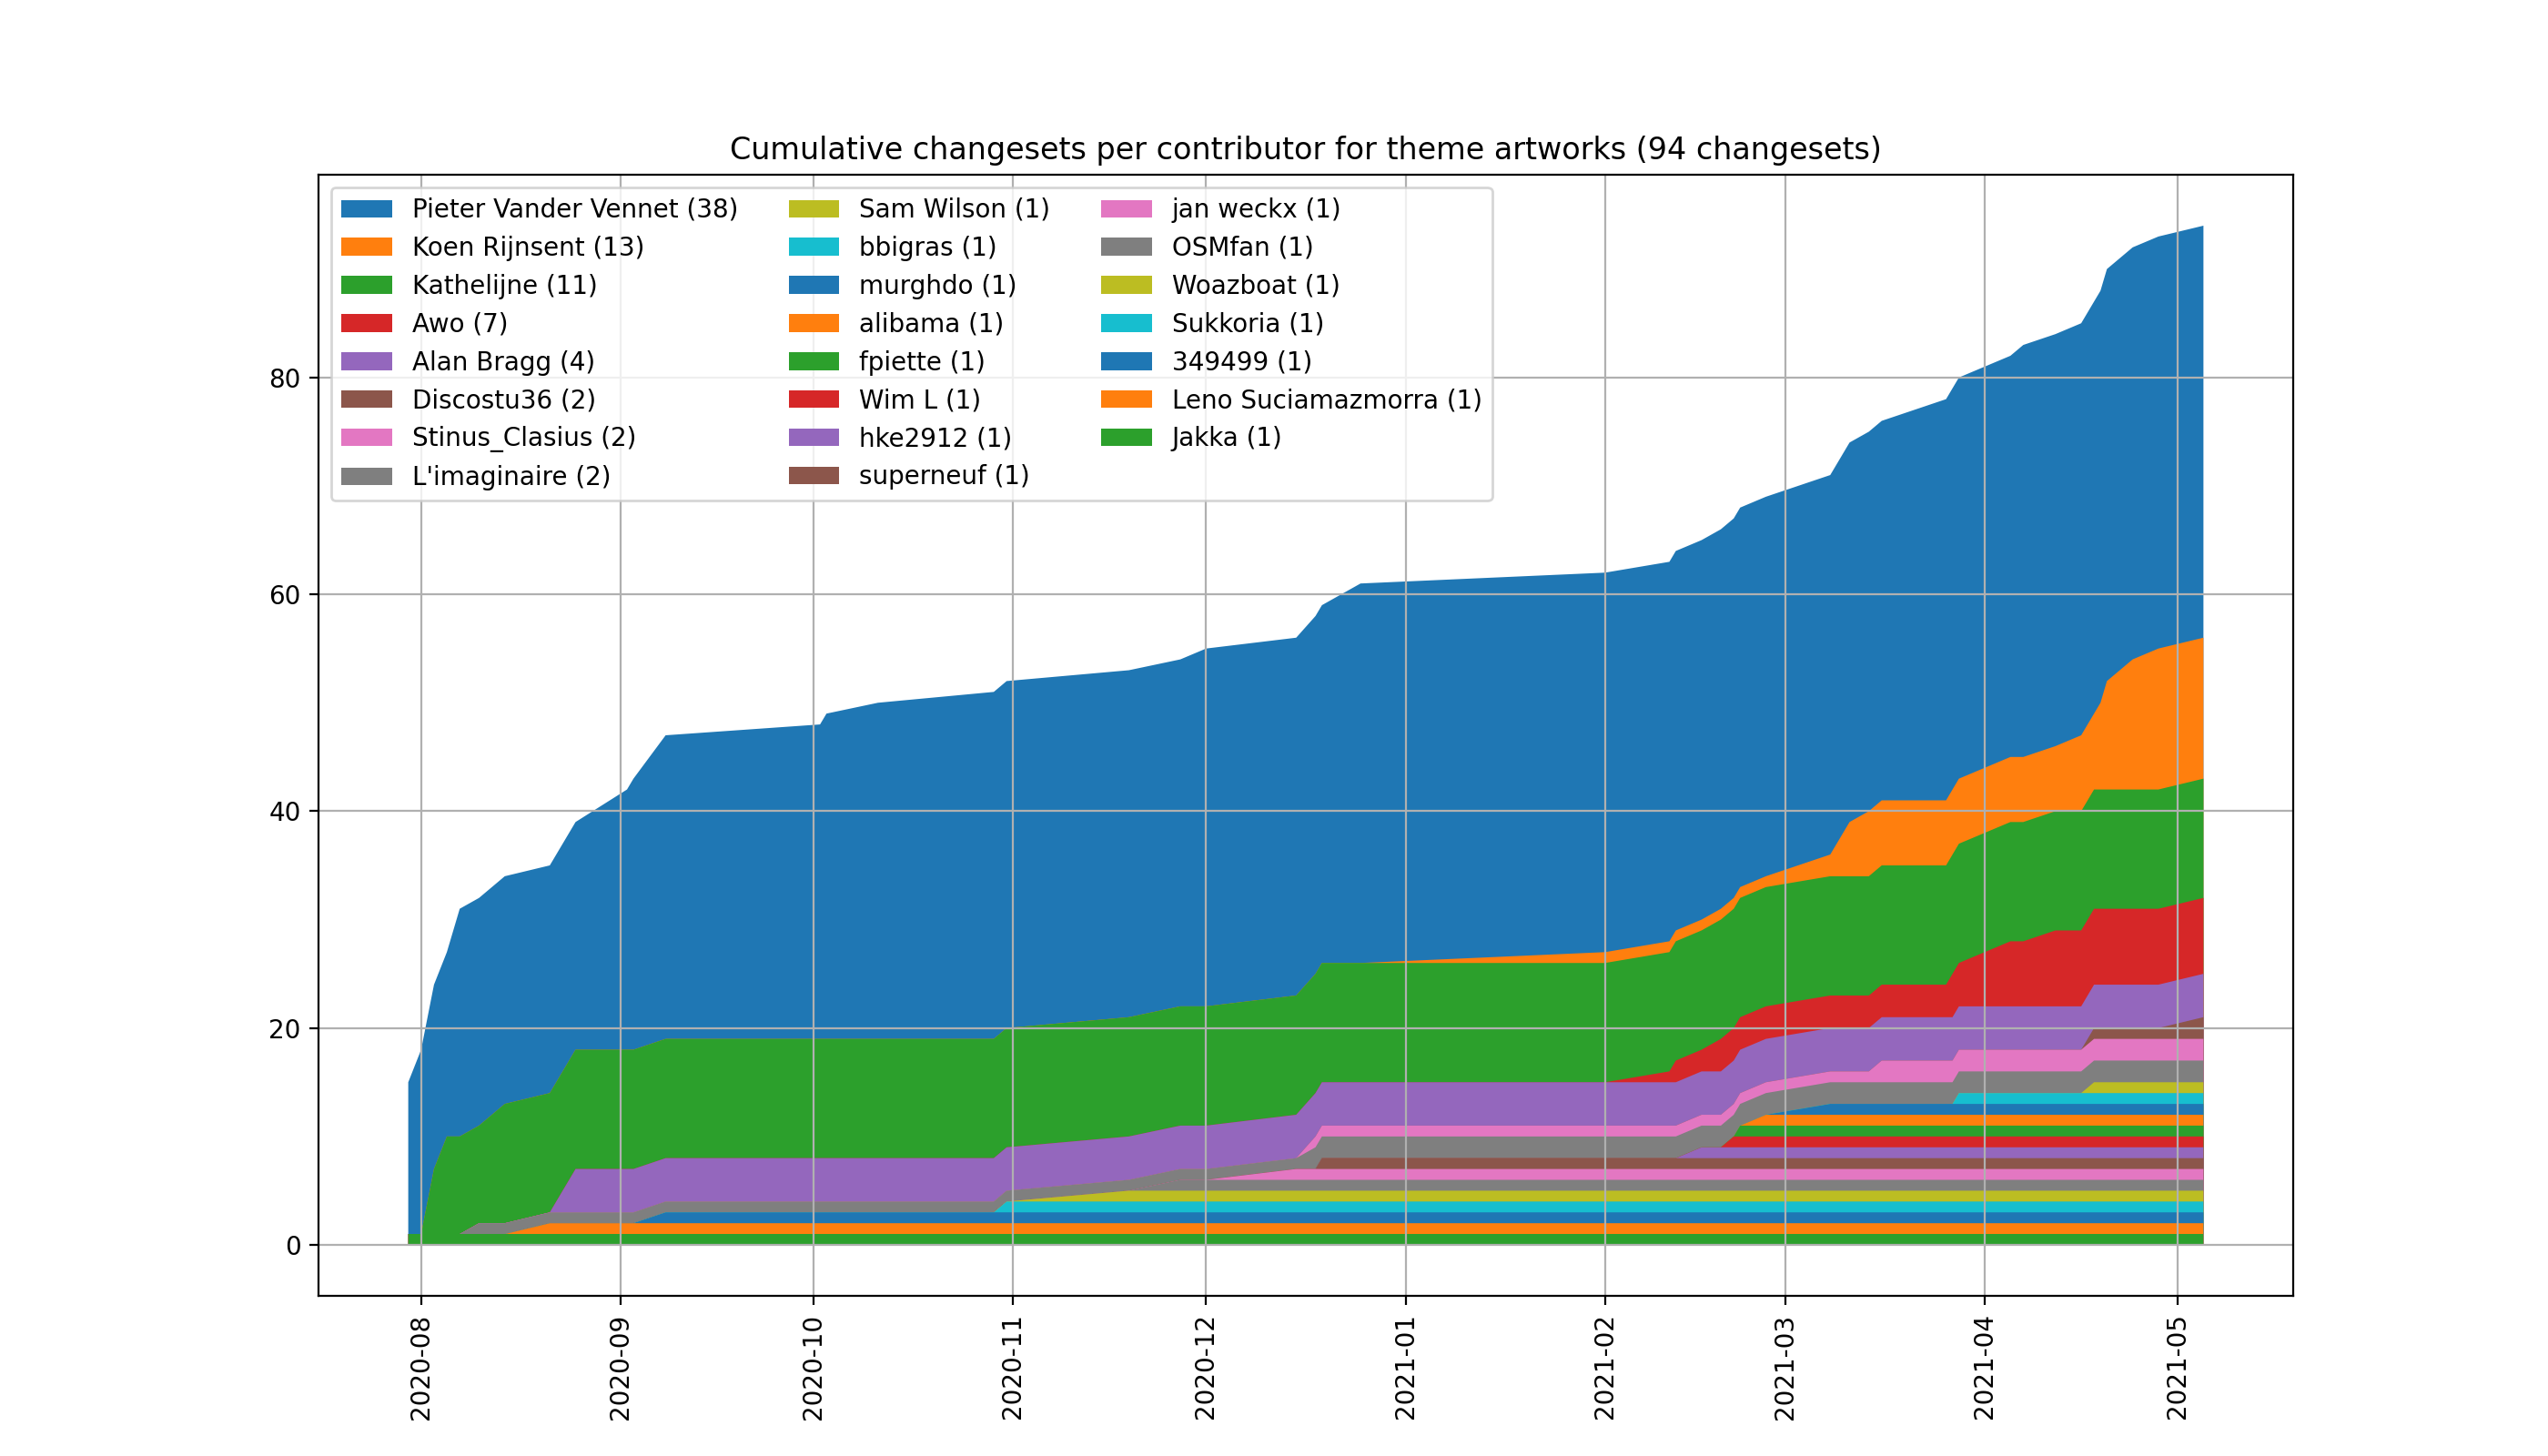 Cumulative changesets per contributor for theme artworks (94 changesets)
Pieter Vander Vennet (38)
Koen Rijnsent (13)
Kathelijne (11)
Awo (7)
Alan Bragg (4)
Discostu36 (2)
Stinus_Clasius (2)
L'imaginaire (2)
Sam Wilson (1)
bbigras (1)
murghdo (1)
alibama (1)
fpiette (1)
Wim L (1)
hke2912 (1)
superneuf (1)
jan weckx (1)
OSMfan (1)
Woazboat (1)
Sukkoria (1)
349499 (1)
Leno Suciamazmorra (1)
Jakka (1)
80
60
40
20
0
2020-08
2020-09
2020-10
2020-11
2020-12
2021-01
2021-02
2021-03
2021-04
2021-05